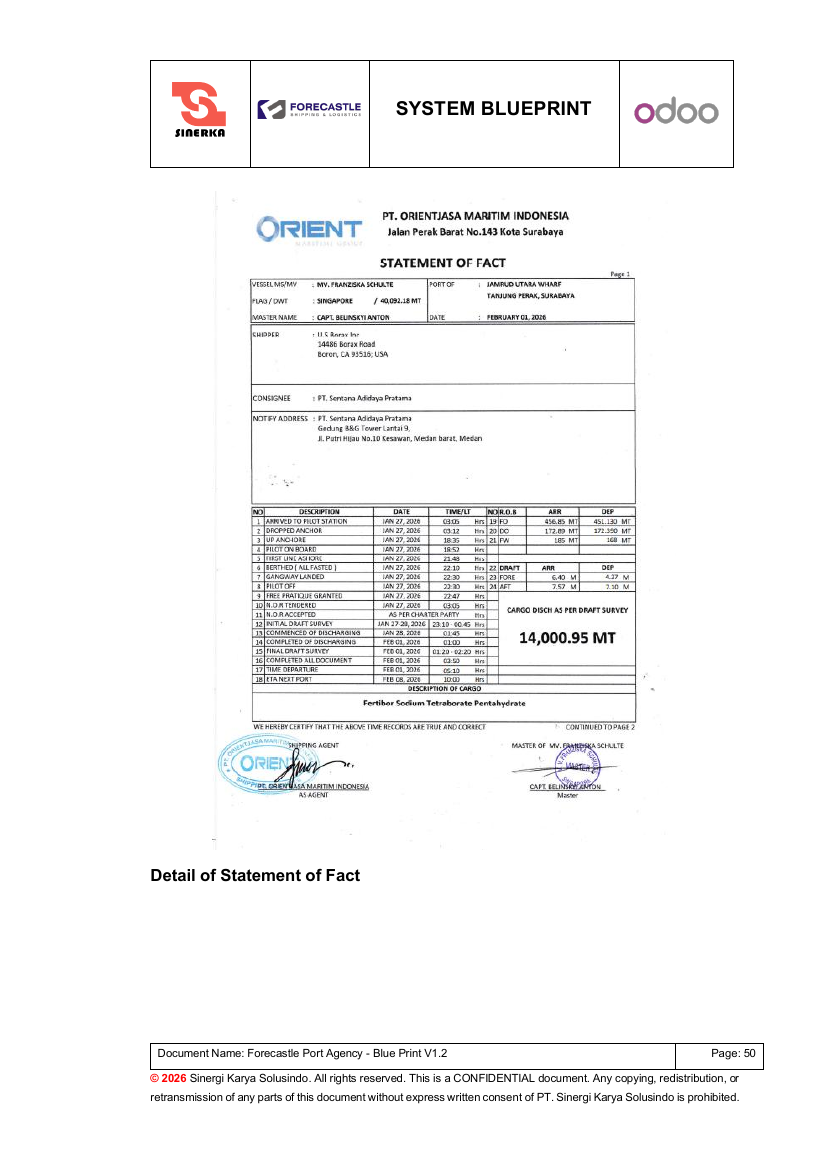 SINERKA
FORECASTLE
SHIPPING & LOGISTICS
SYSTEM BLUEPRINT
odoo
ORIENT
MARITIME GROUP
PT. ORIENTJASA MARITIM INDONESIA
Jalan Perak Barat No.143 Kota Surabaya
STATEMENT OF FACT
Page 1
VESSEL MS/MV : MV. FRANZISKA SCHULTE PORT OF : JAMRUD UTARA WHARF
TANJUNG PERAK, SURABAYA
FLAG / DWT : SINGAPORE / 40,092.18 MT
MASTER NAME : CAPT. BELINSKYI ANTON DATE : FEBRUARY 01, 2026
SHIPPER : U.S Borax Inc
14486 Borax Road
Boron, CA 93516; USA
CONSIGNEE : PT. Sentana Adidaya Pratama
NOTIFY ADDRESS : PT. Sentana Adidaya Pratama
Gedung B&G Tower Lantai 9,
Jl. Putri Hijau No.10 Kesawan, Medan barat, Medan
NO DESCRIPTION DATE TIME/LT NO R.O.B ARR DEP
1 ARRIVED TO PILOT STATION JAN 27, 2026 03:05 Hrs 19 FO 456.85 MT 451.130 MT
2 DROPPED ANCHOR JAN 27, 2026 03:12 Hrs 20 DO 172.89 MT 172.390 MT
3 UP ANCHORE JAN 27, 2026 18:35 Hrs 21 FW 185 MT 168 MT
4 PILOT ON BOARD JAN 27, 2026 18:52 Hrs
5 FIRST LINE ASHORE JAN 27, 2026 21:48 Hrs
6 BERTHED ( ALL FASTED ) JAN 27, 2026 22:10 Hrs 22 DRAFT ARR DEP
7 GANGWAY LANDED JAN 27, 2026 22:30 Hrs 23 FORE 6.40 M 4.27 M
8 PILOT OFF JAN 27, 2026 22:30 Hrs 24 AFT 7.57 M M
9 FREE PRATIQUE GRANTED JAN 27, 2026 22:47 Hrs
10 N.O.R TENDERED JAN 27, 2026 03:05 Hrs
11 N.O.R ACCEPTED AS PER CHARTER PARTY Hrs
12 INITIAL DRAFT SURVEY JAN 27-28, 2026 23:10 - 00:45 Hrs
13 COMMENCED OF DISCHARGING JAN 28, 2026 01:45 Hrs
14 COMPLETED OF DISCHARGING FEB 01, 2026 01:00 Hrs
15 FINAL DRAFT SURVEY FEB 01, 2026 01:20 - 02:20 Hrs
16 COMPLETED ALL DOCUMENT FEB 01, 2026 03:50 Hrs
17 TIME DEPARTURE FEB 01, 2026 05:10 Hrs
18 ETA NEXT PORT FEB 08, 2026 10:00 Hrs
CARGO DISCH AS PER DRAFT SURVEY
14,000.95 MT
DESCRIPTION OF CARGO
Fertibor Sodium Tetraborate Pentahydrate
WE HEREBY CERTIFY THAT THE ABOVE TIME RECORDS ARE TRUE AND CORRECT CONTINUED TO PAGE 2
SHIPPING AGENT MASTER OF MV. FRANZISKA SCHULTE
ORIENT
MASTER
SINGAPORE
PT. ORIENTJASA MARITIM INDONESIA CAPT. BELINSKYI ANTON
AS AGENT Master
Detail of Statement of Fact
Document Name: Forecastle Port Agency - Blue Print V1.2 Page: 50
© 2026 Sinergi Karya Solusindo. All rights reserved. This is a CONFIDENTIAL document. Any copying, redistribution, or
retransmission of any parts of this document without express written consent of PT. Sinergi Karya Solusindo is prohibited.